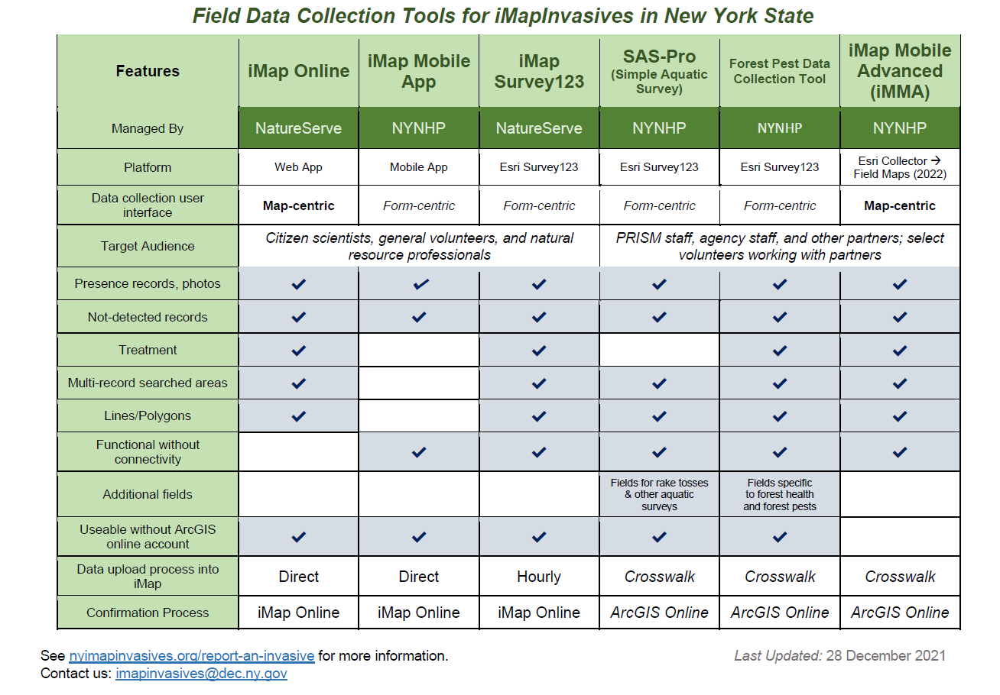 Field Data Collection Tools for iMapInvasives in New York State
Features
iMap Online
iMap Mobile
App
iMap
Survey123
SAS-Pro
(Simple Aquatic
Survey)
Forest Pest Data
Collection Tool
iMap Mobile
Advanced
(iMMA)
Managed By
NatureServe
NYNHP
NatureServe
NYNHP
NYNHP
NYNHP
Platform
Web App
Mobile App
Esri Survey123
Esri Survey123
Esri Survey123
Esri Collector →
Field Maps (2022)
Data collection user
interface
Map-centric
Form-centric
Form-centric
Form-centric
Form-centric
Map-centric
Target Audience
Citizen scientists, general volunteers, and natural
resource professionals
PRISM staff, agency staff, and other partners; select
volunteers working with partners
Presence records, photos
✔ ✔ ✔ ✔ ✔ ✔
Not-detected records
✔ ✔ ✔ ✔ ✔ ✔
Treatment
✔ ✔ ✔ ✔
Multi-record searched areas
✔ ✔ ✔ ✔ ✔
Lines/Polygons
✔ ✔ ✔ ✔ ✔
Functional without
connectivity
✔ ✔ ✔ ✔ ✔
Additional fields
Fields for rake tosses
& other aquatic
surveys
Fields specific
to forest health
and forest pests
Useable without ArcGIS
online account
✔ ✔ ✔ ✔ ✔
Data upload process into
iMap
Direct
Direct
Hourly
Crosswalk
Crosswalk
Crosswalk
Confirmation Process
iMap Online
iMap Online
iMap Online
ArcGIS Online
ArcGIS Online
ArcGIS Online
See nyimapinvasives.org/report-an-invasive for more information.
Contact us: imapinvasives@dec.ny.gov
Last Updated: 28 December 2021